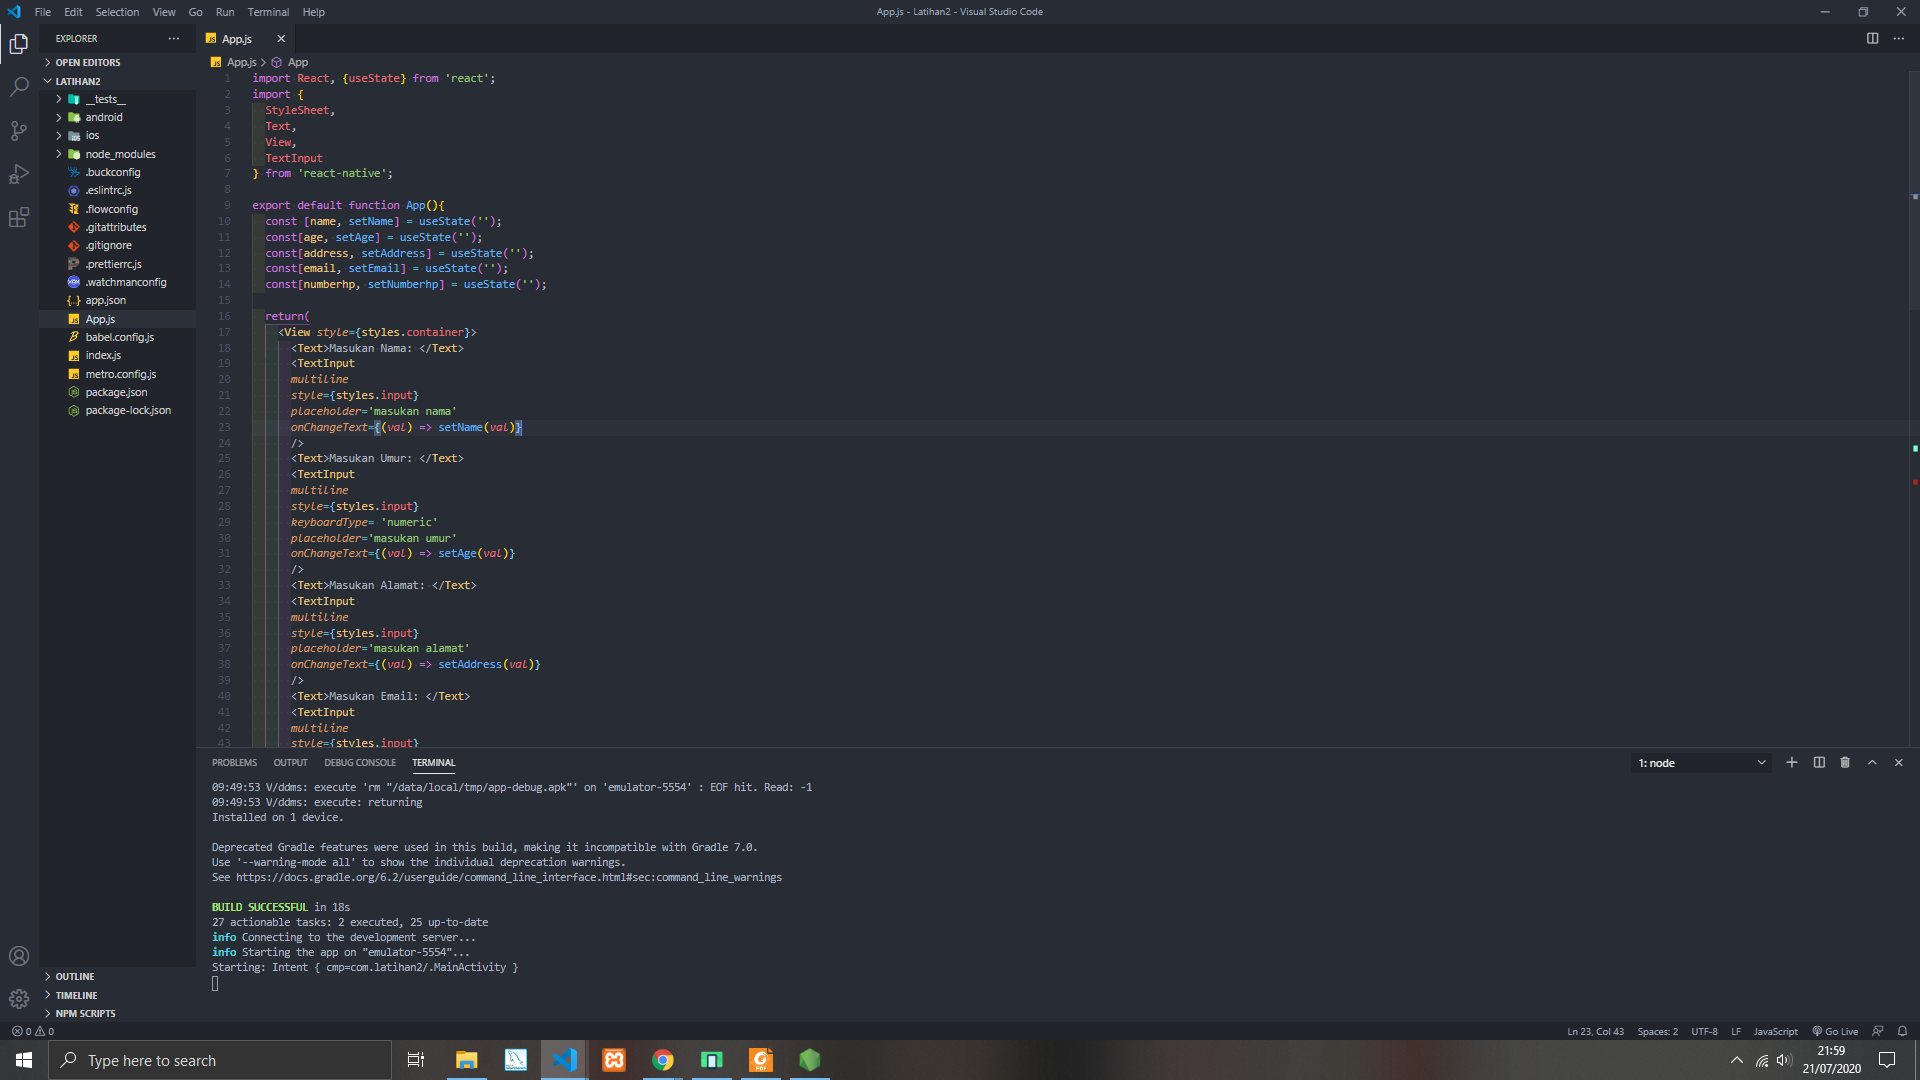 File Edit Selection View Go Run Terminal Help
App.js - Latihan2 - Visual Studio Code
EXPLORER
App.js
OPEN EDITORS
LATIHAN2
__tests__
android
ios
node_modules
.buckconfig
.eslintrc.js
.flowconfig
.gitattributes
.gitignore
.prettierrc.js
.watchmanconfig
app.json
App.js
babel.config.js
index.js
metro.config.js
package.json
package-lock.json
OUTLINE
TIMELINE
NPM SCRIPTS
App.js > App
1 import React, {useState} from 'react';
2 import {
3 StyleSheet,
4 Text,
5 View,
6 TextInput
7 } from 'react-native';
8
9 export default function App(){
10 const [name, setName] = useState('');
11 const[age, setAge] = useState('');
12 const[address, setAddress] = useState('');
13 const[email, setEmail] = useState('');
14 const[numberhp, setNumberhp] = useState('');
15
16 return(
17 <View style={styles.container}>
18 <Text>Masukan Nama: </Text>
19 <TextInput
20 multiline
21 style={styles.input}
22 placeholder='masukan nama'
23 onChangeText={(val) => setName(val)}
24 />
25 <Text>Masukan Umur: </Text>
26 <TextInput
27 multiline
28 style={styles.input}
29 keyboardType= 'numeric'
30 placeholder='masukan umur'
31 onChangeText={(val) => setAge(val)}
32 />
33 <Text>Masukan Alamat: </Text>
34 <TextInput
35 multiline
36 style={styles.input}
37 placeholder='masukan alamat'
38 onChangeText={(val) => setAddress(val)}
39 />
40 <Text>Masukan Email: </Text>
41 <TextInput
42 multiline
43 style={styles.input}
PROBLEMS OUTPUT DEBUG CONSOLE TERMINAL
1: node
09:49:53 V/ddms: execute 'rm "/data/local/tmp/app-debug.apk"' on 'emulator-5554' : EOF hit. Read: -1
09:49:53 V/ddms: execute: returning
Installed on 1 device.
Deprecated Gradle features were used in this build, making it incompatible with Gradle 7.0.
Use '--warning-mode all' to show the individual deprecation warnings.
See https://docs.gradle.org/6.2/userguide/command_line_interface.html#sec:command_line_warnings
BUILD SUCCESSFUL in 18s
27 actionable tasks: 2 executed, 25 up-to-date
info Connecting to the development server...
info Starting the app on "emulator-5554"...
Starting: Intent { cmp=com.latihan2/.MainActivity }
0 0
Ln 23, Col 43 Spaces: 2 UTF-8 LF JavaScript Go Live
Type here to search
21:59
21/07/2020